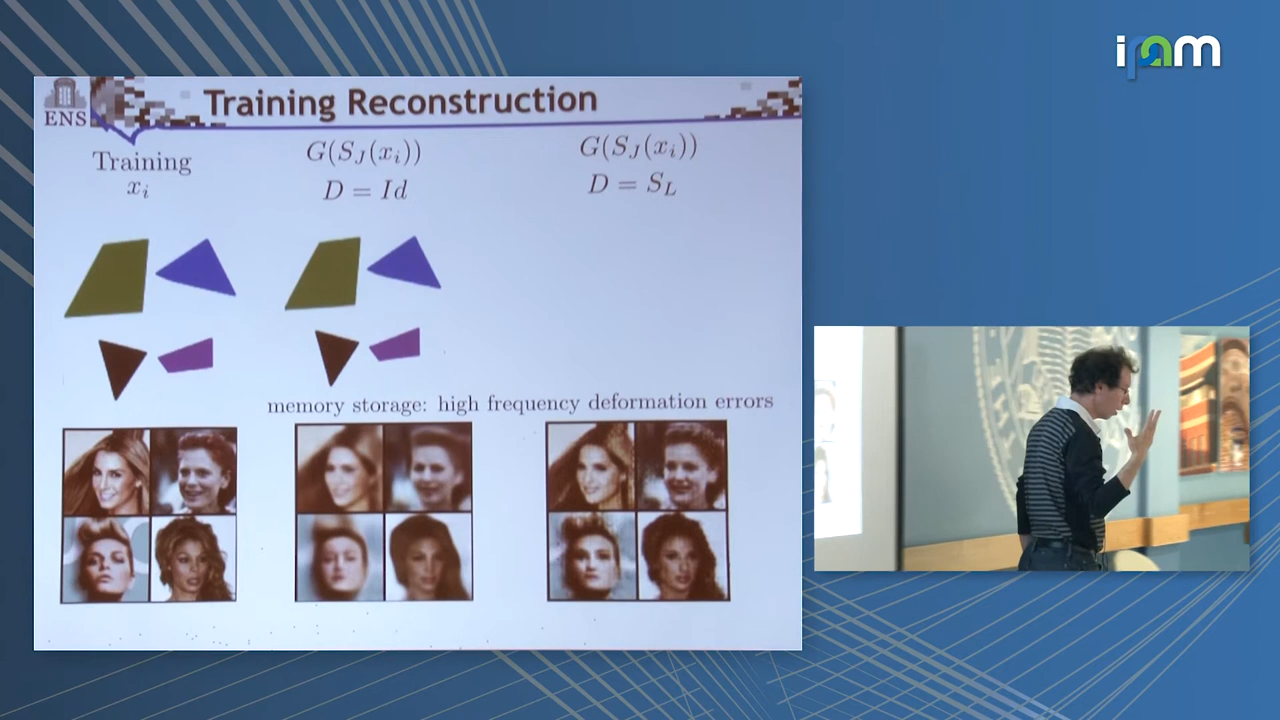 ipam
ENS
Training Reconstruction
Training
x_i
G(S_J(x_i))
D = Id
G(S_J(x_i))
D = S_L
memory storage: high frequency deformation errors